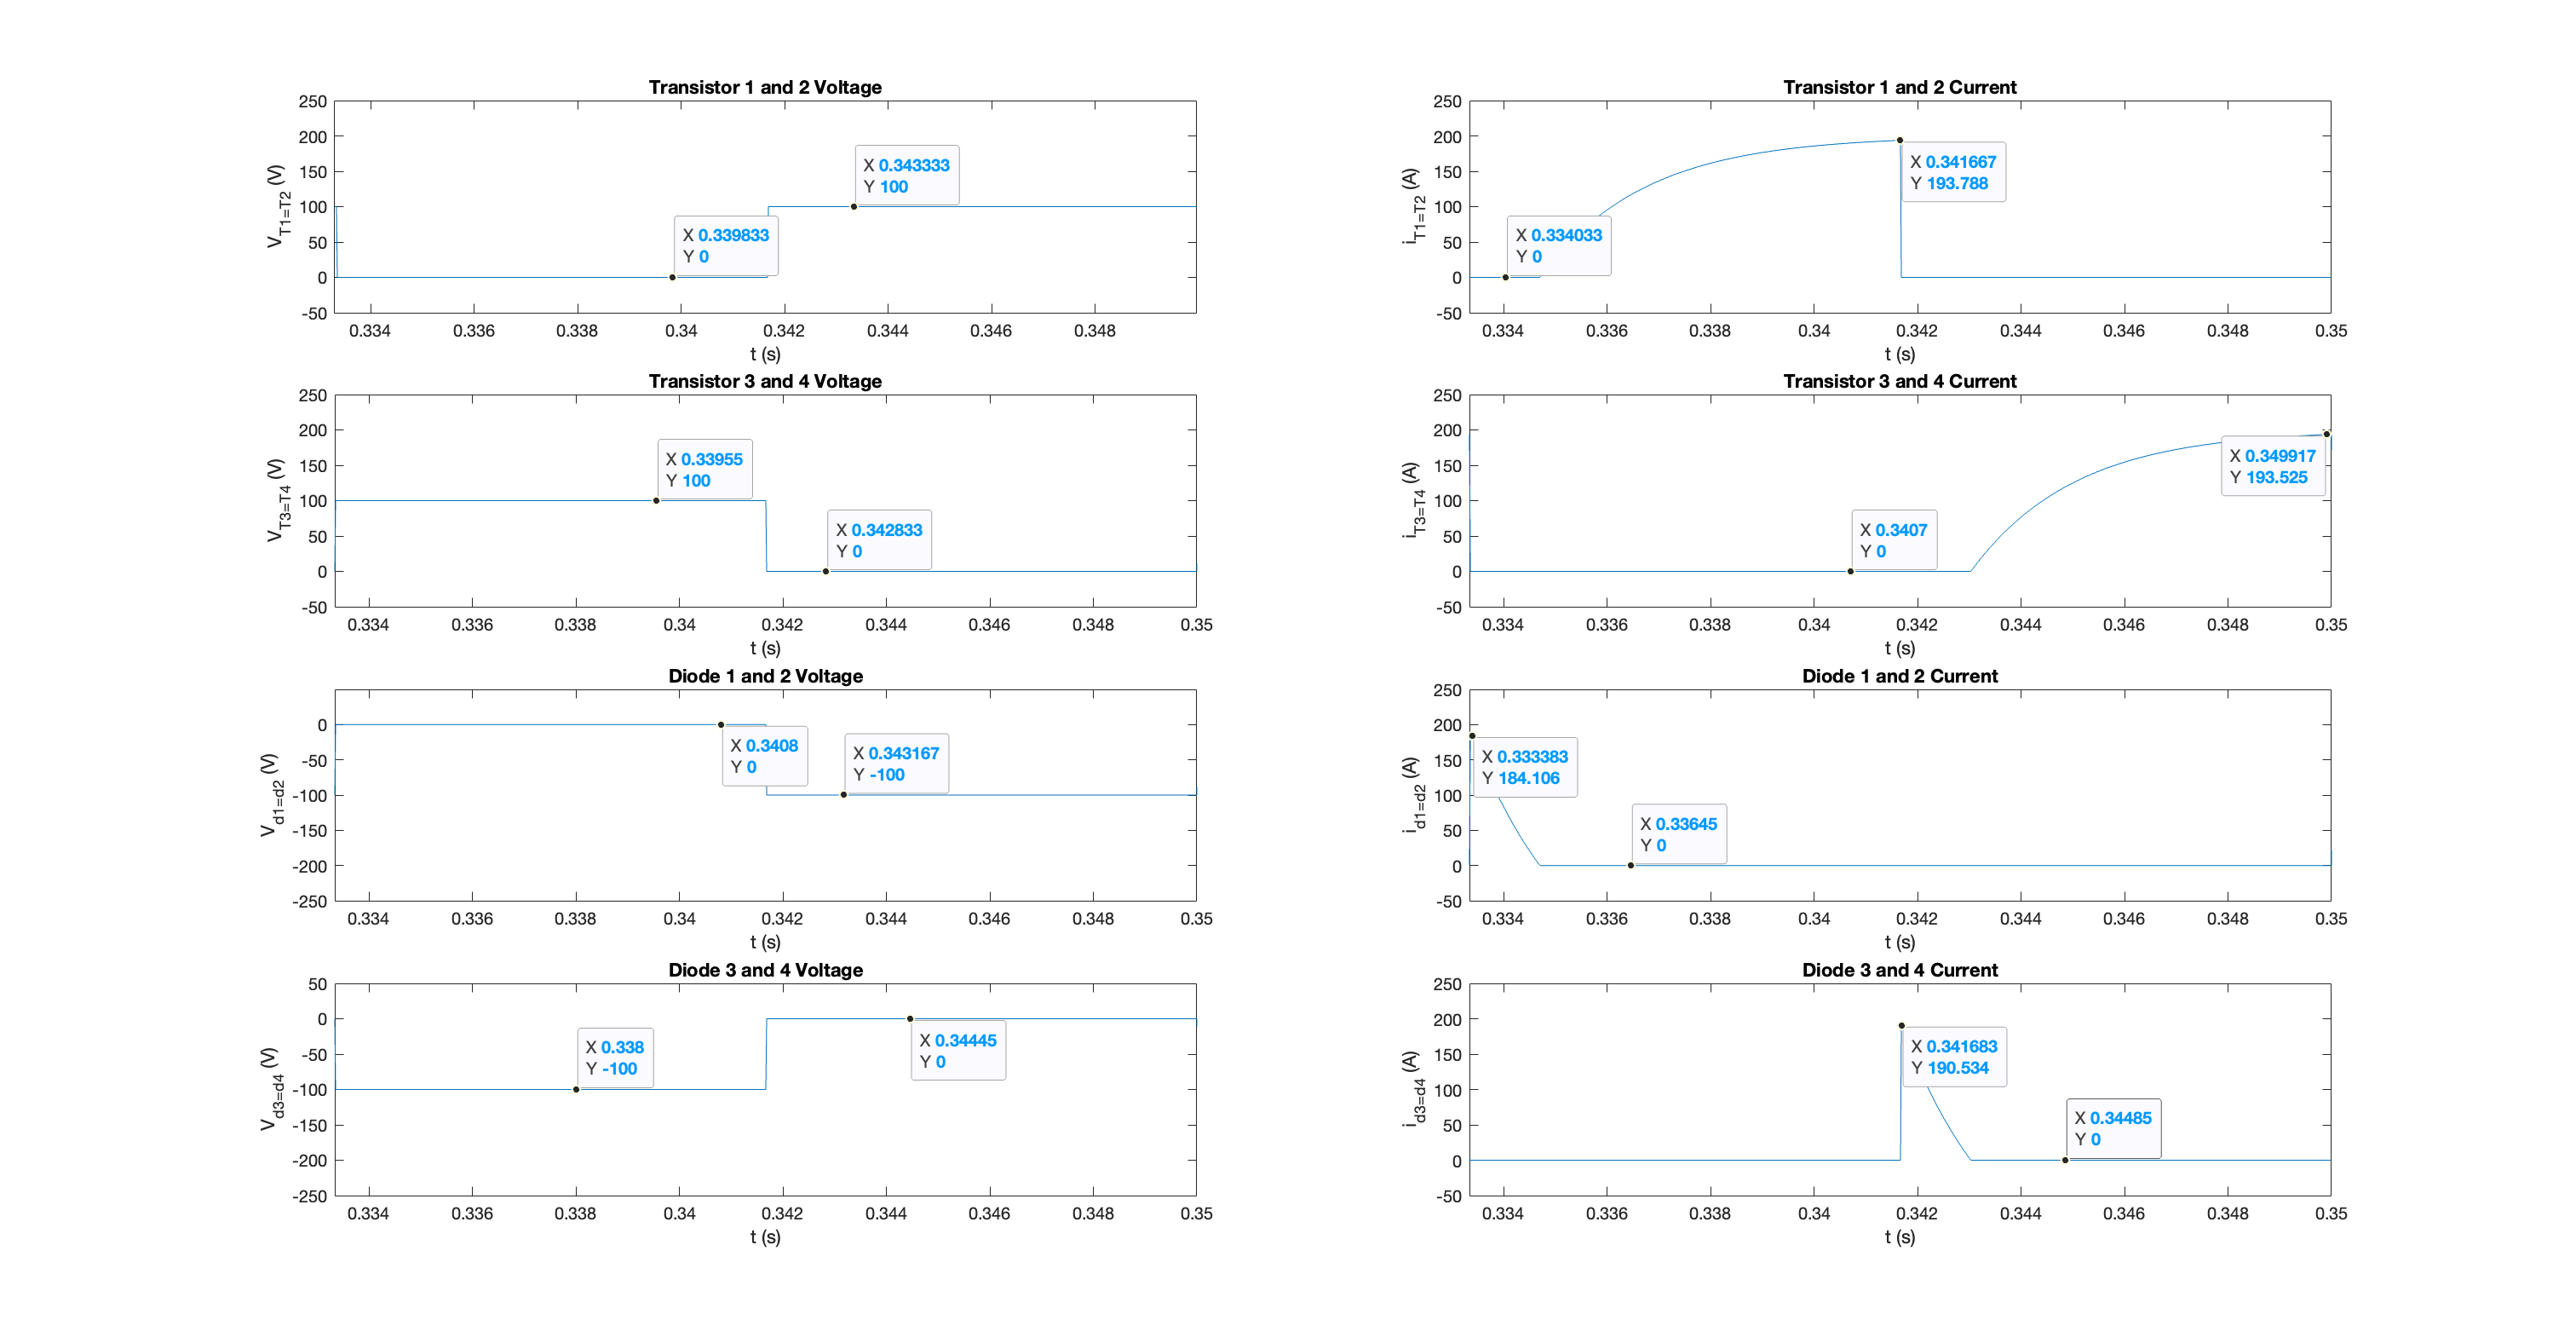 Transistor 1 and 2 Voltage
250
200
150
100
50
0
-50
V_T1=T2 (V)
X 0.343333
Y 100
X 0.339833
Y 0
0.334 0.336 0.338 0.34 0.342 0.344 0.346 0.348
t (s)
Transistor 1 and 2 Current
250
200
150
100
50
0
-50
i_T1=T2 (A)
X 0.341667
Y 193.788
X 0.334033
Y 0
0.334 0.336 0.338 0.34 0.342 0.344 0.346 0.348 0.35
t (s)
Transistor 3 and 4 Voltage
250
200
150
100
50
0
-50
V_T3=T4 (V)
X 0.33955
Y 100
X 0.342833
Y 0
0.334 0.336 0.338 0.34 0.342 0.344 0.346 0.348 0.35
t (s)
Transistor 3 and 4 Current
250
200
150
100
50
0
-50
i_T3=T4 (A)
X 0.349917
Y 193.525
X 0.3407
Y 0
0.334 0.336 0.338 0.34 0.342 0.344 0.346 0.348 0.35
t (s)
Diode 1 and 2 Voltage
0
-50
-100
-150
-200
-250
V_d1=d2 (V)
X 0.3408
Y 0
X 0.343167
Y -100
0.334 0.336 0.338 0.34 0.342 0.344 0.346 0.348 0.35
t (s)
Diode 1 and 2 Current
250
200
150
100
50
0
-50
i_d1=d2 (A)
X 0.333383
Y 184.106
X 0.33645
Y 0
0.334 0.336 0.338 0.34 0.342 0.344 0.346 0.348 0.35
t (s)
Diode 3 and 4 Voltage
50
0
-50
-100
-150
-200
-250
V_d3=d4 (V)
X 0.338
Y -100
X 0.34445
Y 0
0.334 0.336 0.338 0.34 0.342 0.344 0.346 0.348 0.35
t (s)
Diode 3 and 4 Current
250
200
150
100
50
0
-50
i_d3=d4 (A)
X 0.341683
Y 190.534
X 0.34485
Y 0
0.334 0.336 0.338 0.34 0.342 0.344 0.346 0.348 0.35
t (s)